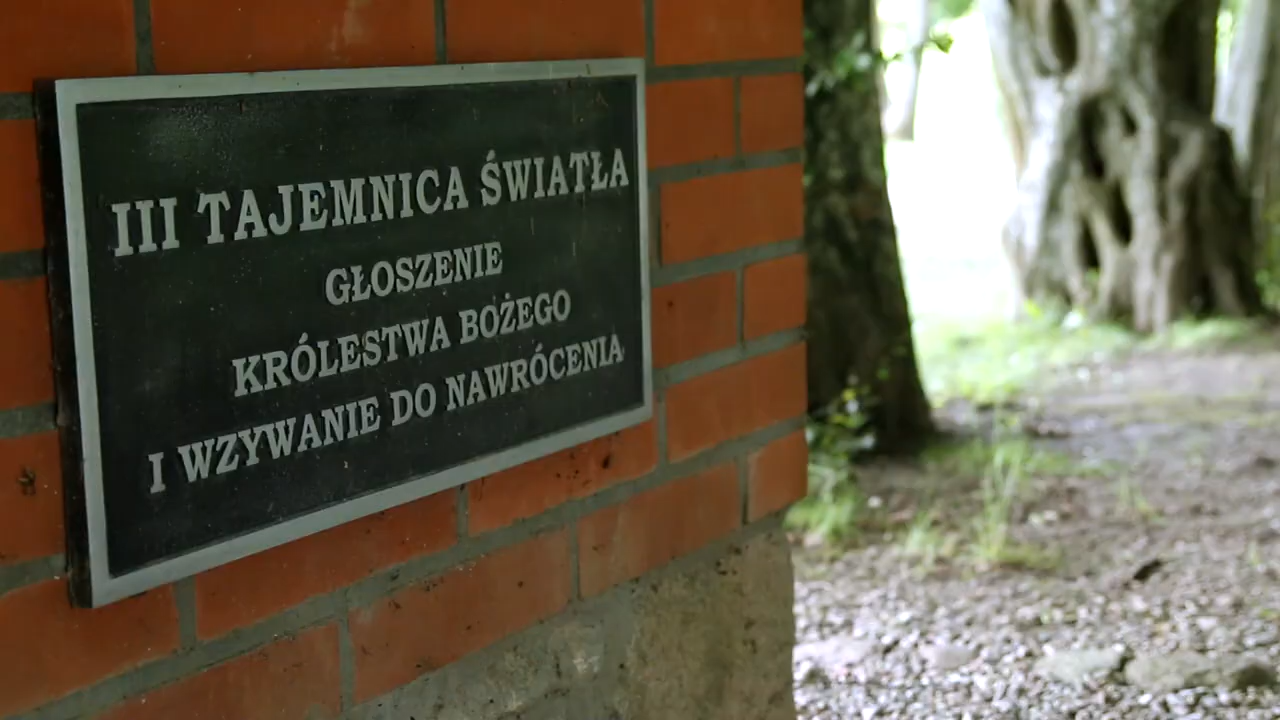 III TAJEMNICA ŚWIATŁA
GŁOSZENIE
KRÓLESTWA BOŻEGO
I WZYWANIE DO NAWRÓCENIA